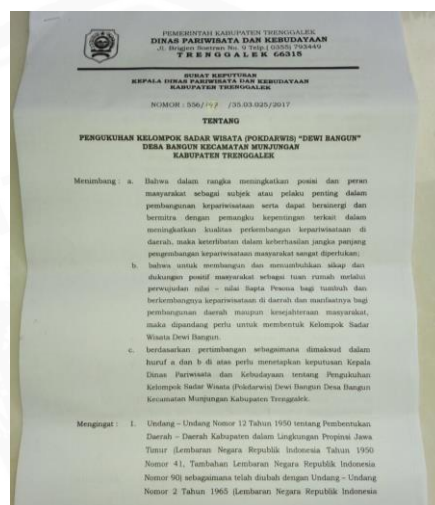 PEMERINTAH KABUPATEN TRENGGALEK
DINAS PARIWISATA DAN KEBUDAYAAN
Jl. Brigjen Soetran No. 9 Telp.( 0355) 793449
T R E N G G A L E K 66315
SURAT KEPUTUSAN
KEPALA DINAS PARIWISATA DAN KEBUDAYAAN
KABUPATEN TRENGGALEK
NOMOR : 556/ /35.03.025/2017
TENTANG
PENGUKUHAN KELOMPOK SADAR WISATA (POKDARWIS) “DEWI BANGUN”
DESA BANGUN KECAMATAN MUNJUNGAN
KABUPATEN TRENGGALEK
Menimbang : a. Bahwa dalam rangka meningkatkan posisi dan peran
masyarakat sebagai subjek atau pelaku penting dalam
pembangunan kepariwisataan serta dapat bersinergi dan
bermitra dengan pemangku kepentingan terkait dalam
meningkatkan kualitas perkembangan kepariwisataan di
daerah, maka keterlibatan dalam keberhasilan jangka panjang
pengembangan kepariwisataan masyarakat sangat diperlukan;
b. bahwa untuk membangun dan menumbuhkan sikap dan
dukungan positif masyarakat sebagai tuan rumah melalui
perwujudan nilai – nilai Sapta Pesona bagi tumbuh dan
berkembangnya kepariwisataan di daerah dan manfaatnya bagi
pembangunan daerah maupun kesejahteraan masyarakat,
maka dipandang perlu untuk membentuk Kelompok Sadar
Wisata Dewi Bangun.
c. berdasarkan pertimbangan sebagaimana dimaksud dalam
huruf a dan b di atas perlu menetapkan keputusan Kepala
Dinas Pariwisata dan Kebudayaan tentang Pengukuhan
Kelompok Sadar Wisata (Pokdarwis) Dewi Bangun Desa Bangun
Kecamatan Munjungan Kabupaten Trenggalek.
Mengingat : 1. Undang – Undang Nomor 12 Tahun 1950 tentang Pembentukan
Daerah – Daerah Kabupaten dalam Lingkungan Propinsi Jawa
Timur (Lembaran Negara Republik Indonesia Tahun 1950
Nomor 41, Tambahan Lembaran Negara Republik Indonesia
Nomor 90) sebagaimana telah diubah dengan Undang – Undang
Nomor 2 Tahun 1965 (Lembaran Negara Republik Indonesia